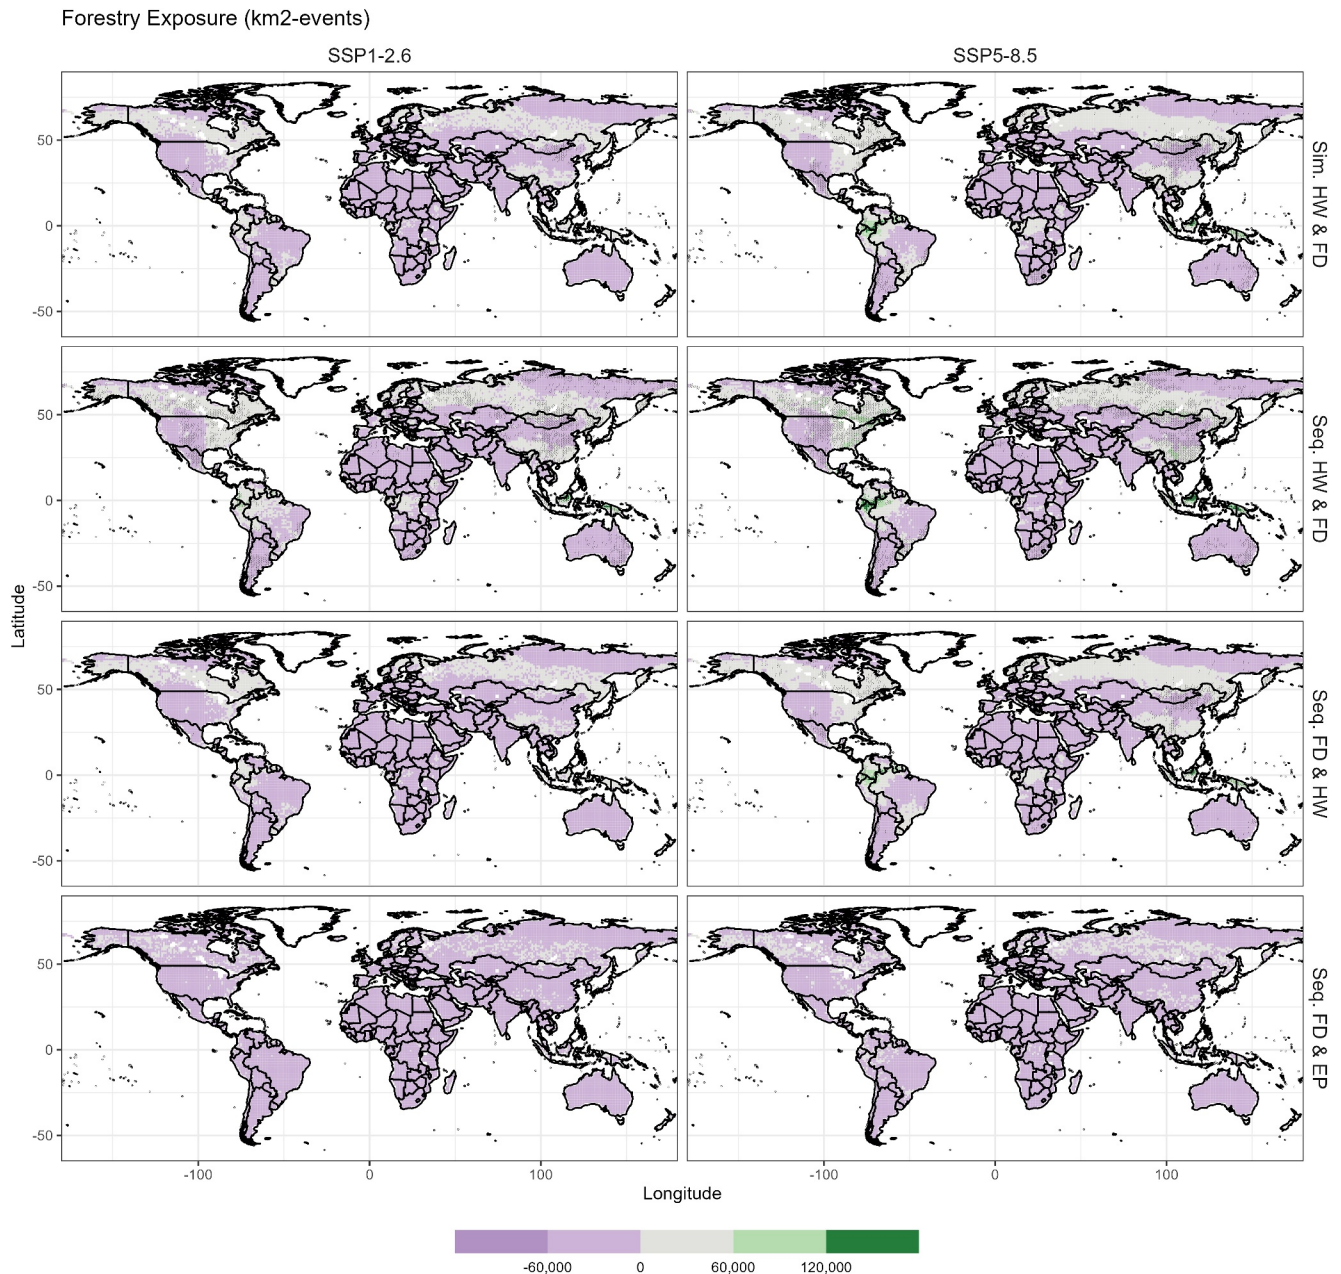 Forestry Exposure (km2-events)
SSP1-2.6
SSP5-8.5
50
0
-50
Sim. HW & FD
50
0
-50
Seq. HW & FD
Latitude
50
0
-50
Seq. FD & HW
50
0
-50
Seq. FD & EP
-100
0
100
-100
0
100
Longitude
-60,000
0
60,000
120,000